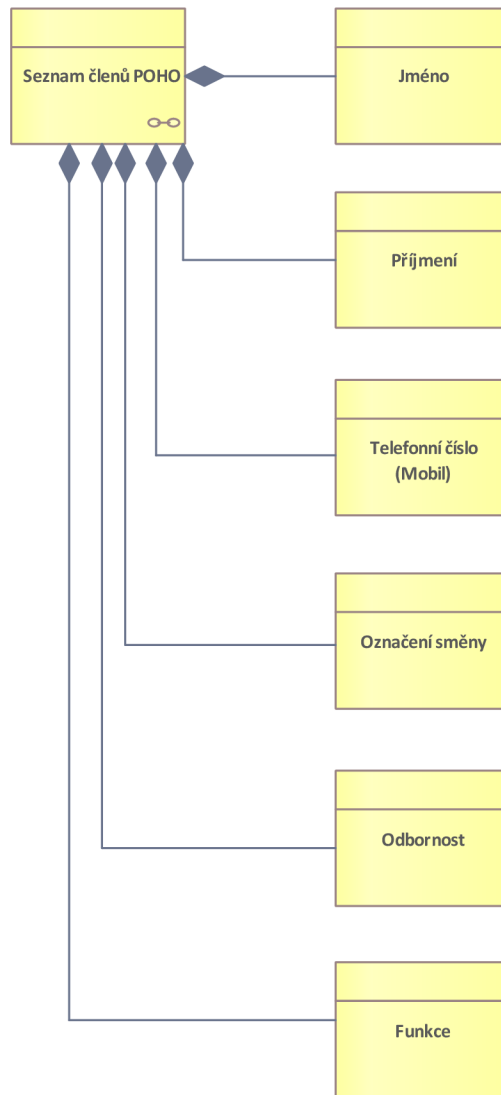 Seznam členů POHO
Jméno
Příjmení
Telefonní číslo
(Mobil)
Označení směny
Odbornost
Funkce